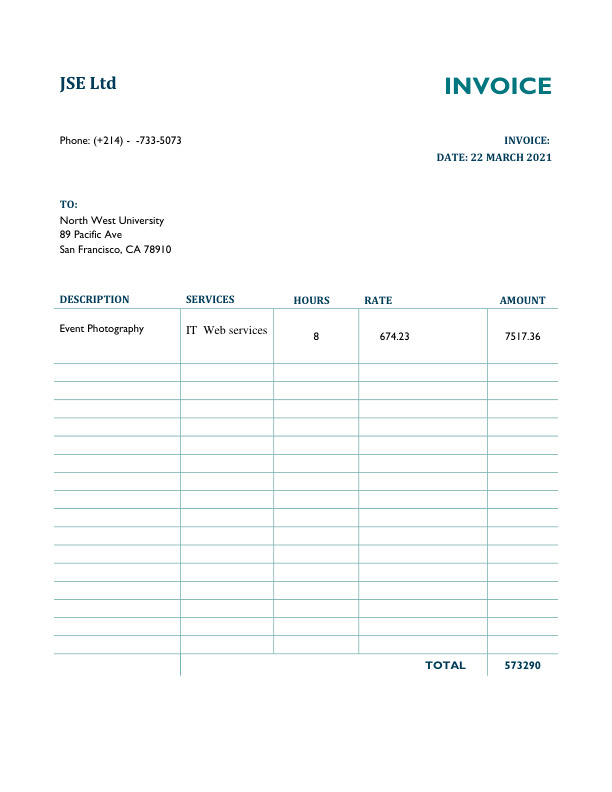 JSE Ltd
INVOICE
Phone: (+214) - -733-5073
INVOICE:
DATE: 22 MARCH 2021
TO:
North West University
89 Pacific Ave
San Francisco, CA 78910
DESCRIPTION SERVICES HOURS RATE AMOUNT
Event Photography IT Web services 8 674.23 7517.36
TOTAL 573290